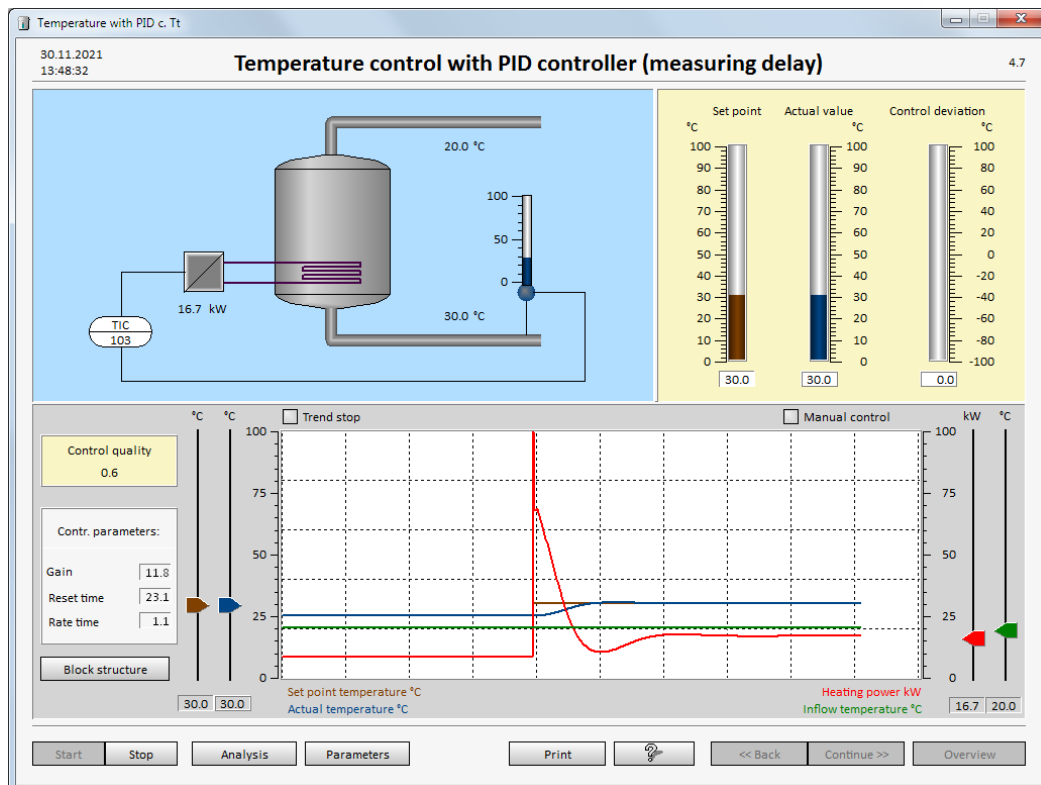 Temperature with PID c. Tt
30.11.2021
13:48:32
Temperature control with PID controller (measuring delay)
4.7
20.0 °C
100
50
0
16.7 kW
30.0 °C
TIC
103
Set point Actual value Control deviation
°C °C °C
100 100 100
90 90 80
80 80 60
70 70 40
60 60 20
50 50 0
40 40 -20
30 30 -40
20 20 -60
10 10 -80
0 0 -100
30.0 30.0 0.0
°C °C Trend stop Manual control kW °C
Control quality
0.6
Contr. parameters:
Gain 11.8
Reset time 23.1
Rate time 1.1
Block structure
100 100
75 75
50 50
25 25
0 0
30.0 30.0
Set point temperature °C Heating power kW
Actual temperature °C Inflow temperature °C
16.7 20.0
Start Stop Analysis Parameters Print ? << Back Continue >> Overview